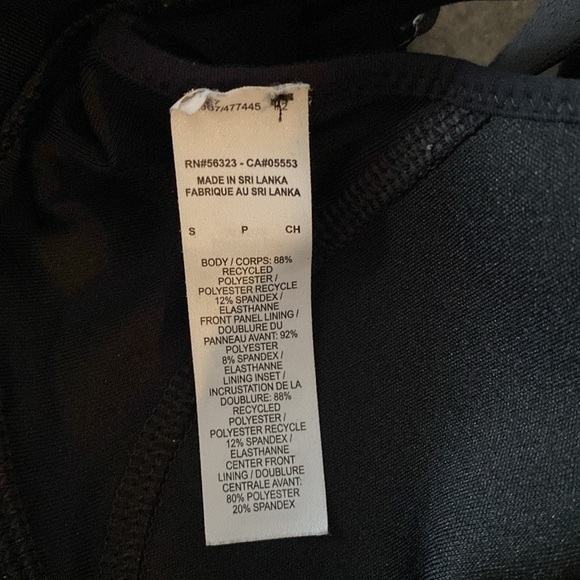 477445
RN#56323 - CA#05553
MADE IN SRI LANKA
FABRIQUE AU SRI LANKA
S P CH
BODY / CORPS: 88%
RECYCLED
POLYESTER /
POLYESTER RECYCLE
12% SPANDEX /
ELASTHANNE
FRONT PANEL LINING /
DOUBLURE DU
PANNEAU AVANT: 92%
POLYESTER
8% SPANDEX /
ELASTHANNE
LINING INSET /
INCRUSTATION DE LA
DOUBLURE: 88%
RECYCLED
POLYESTER /
POLYESTER RECYCLE
12% SPANDEX /
ELASTHANNE
CENTER FRONT
LINING / DOUBLURE
CENTRALE AVANT:
80% POLYESTER
20% SPANDEX